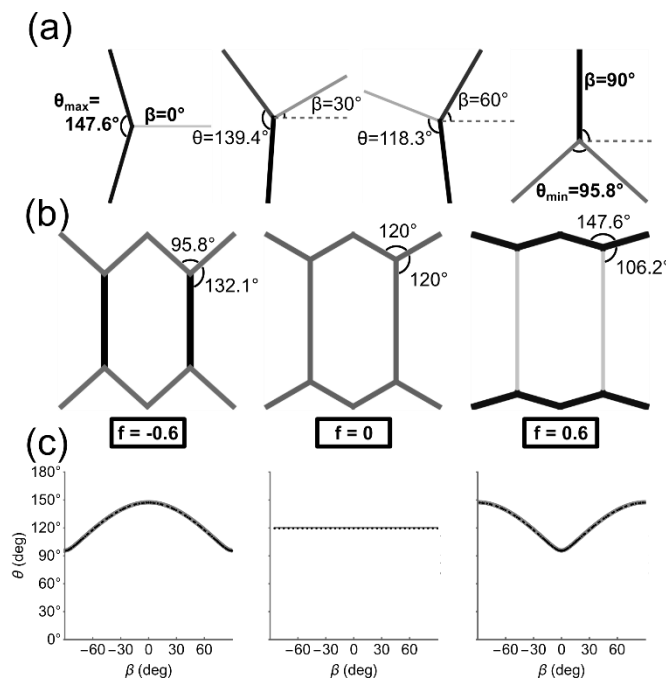 (a)
θmax=
147.6°
β=0°
β=30°
θ=139.4°
β=60°
θ=118.3°
β=90°
θmin=95.8°
(b)
95.8°
132.1°
120°
120°
147.6°
106.2°
f = -0.6
f = 0
f = 0.6
(c)
180°
150°
120°
90°
60°
30°
0°
θ (deg)
−60 −30 0 30 60
−60 −30 0 30 60
−60 −30 0 30 60
β (deg)
β (deg)
β (deg)